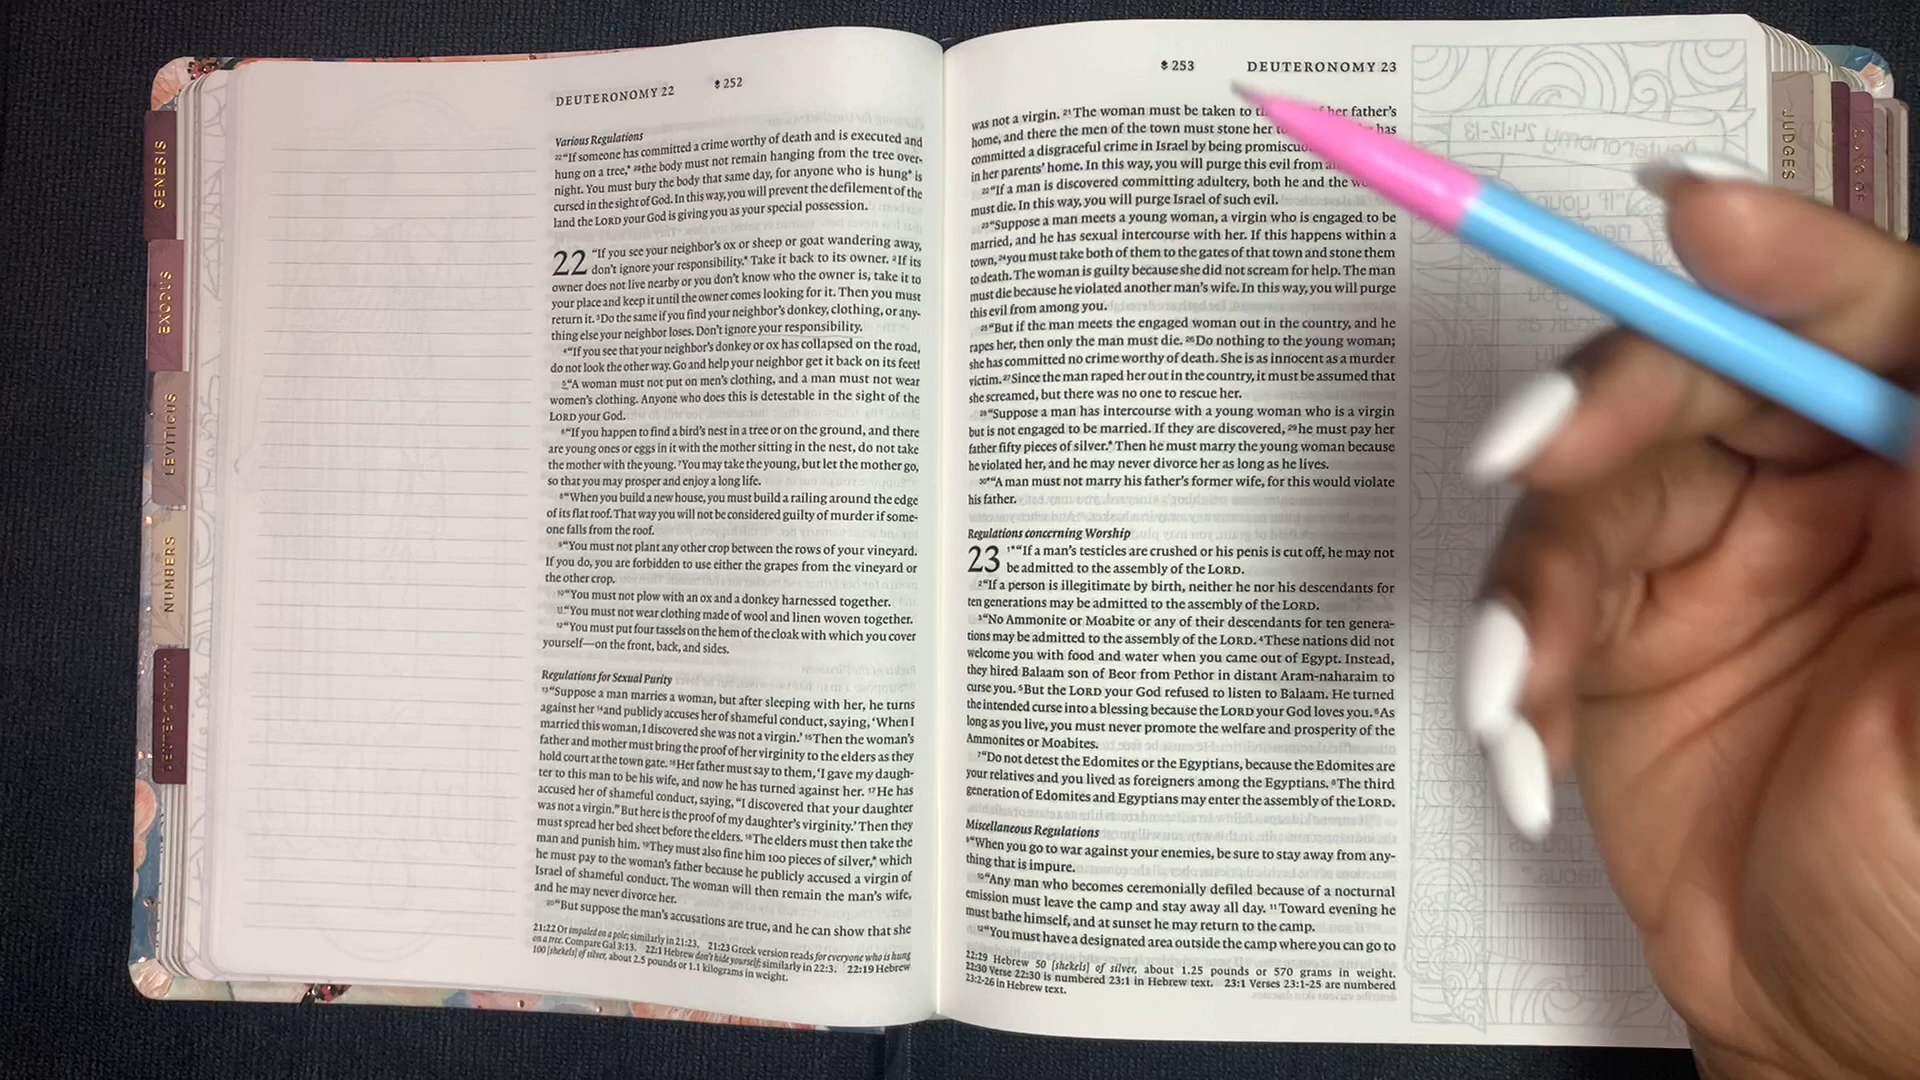 GENESIS
EXODUS
LEVITICUS
NUMBERS
DEUTERONOMY
DEUTERONOMY 22
252
Various Regulations
22“If someone has committed a crime worthy of death and is executed and
hung on a tree,* 23the body must not remain hanging from the tree over-
night. You must bury the body that same day, for anyone who is hung* is
cursed in the sight of God. In this way, you will prevent the defilement of the
land the LORD your God is giving you as your special possession.
22 “If you see your neighbor’s ox or sheep or goat wandering away,
don’t ignore your responsibility.* Take it back to its owner. 2If its
owner does not live nearby or you don’t know who the owner is, take it to
your place and keep it until the owner comes looking for it. Then you must
return it. 3Do the same if you find your neighbor’s donkey, clothing, or any-
thing else your neighbor loses. Don’t ignore your responsibility.
4“If you see that your neighbor’s donkey or ox has collapsed on the road,
do not look the other way. Go and help your neighbor get it back on its feet!
5“A woman must not put on men’s clothing, and a man must not wear
women’s clothing. Anyone who does this is detestable in the sight of the
LORD your God.
6“If you happen to find a bird’s nest in a tree or on the ground, and there
are young ones or eggs in it with the mother sitting in the nest, do not take
the mother with the young. 7You may take the young, but let the mother go,
so that you may prosper and enjoy a long life.
8“When you build a new house, you must build a railing around the edge
of its flat roof. That way you will not be considered guilty of murder if some-
one falls from the roof.
9“You must not plant any other crop between the rows of your vineyard.
If you do, you are forbidden to use either the grapes from the vineyard or
the other crop.
10“You must not plow with an ox and a donkey harnessed together.
11“You must not wear clothing made of wool and linen woven together.
12“You must put four tassels on the hem of the cloak with which you cover
yourself—on the front, back, and sides.
Regulations for Sexual Purity
13“Suppose a man marries a woman, but after sleeping with her, he turns
against her 14and publicly accuses her of shameful conduct, saying, ‘When I
married this woman, I discovered she was not a virgin.’ 15Then the woman’s
father and mother must bring the proof of her virginity to the elders as they
hold court at the town gate. 16Her father must say to them, ‘I gave my daugh-
ter to this man to be his wife, and now he has turned against her. 17He has
accused her of shameful conduct, saying, “I discovered that your daughter
was not a virgin.” But here is the proof of my daughter’s virginity.’ Then they
must spread her bed sheet before the elders. 18The elders must then take the
man and punish him. 19They must also fine him 100 pieces of silver,* which
he must pay to the woman’s father because he publicly accused a virgin of
Israel of shameful conduct. The woman will then remain the man’s wife,
and he may never divorce her.
20“But suppose the man’s accusations are true, and he can show that she
21:22 Or impaled on a pole; similarly in 21:23. 21:23 Greek version reads for everyone who is hung
on a tree. Compare Gal 3:13. 22:1 Hebrew don’t hide yourself; similarly in 22:3. 22:19 Hebrew
100 [shekels] of silver, about 2.5 pounds or 1.1 kilograms in weight.
253
DEUTERONOMY 23
was not a virgin. 21The woman must be taken to of her father’s
home, and there the men of the town must stone her has
committed a disgraceful crime in Israel by being
in her parents’ home. In this way, you will purge this evil from
22“If a man is discovered committing adultery, both he and the
must die. In this way, you will purge Israel of such evil.
23“Suppose a man meets a young woman, a virgin who is engaged to be
married, and he has sexual intercourse with her. If this happens within a
town, 24you must take both of them to the gates of that town and stone them
to death. The woman is guilty because she did not scream for help. The man
must die because he violated another man’s wife. In this way, you will purge
this evil from among you.
25“But if the man meets the engaged woman out in the country, and he
rapes her, then only the man must die. 26Do nothing to the young woman;
she has committed no crime worthy of death. She is as innocent as a murder
victim. 27Since the man raped her out in the country, it must be assumed that
she screamed, but there was no one to rescue her.
28“Suppose a man has intercourse with a young woman who is a virgin
but is not engaged to be married. If they are discovered, 29he must pay her
father fifty pieces of silver.* Then he must marry the young woman because
he violated her, and he may never divorce her as long as he lives.
30*“A man must not marry his father’s former wife, for this would violate
his father.
Regulations concerning Worship
23 1*“If a man’s testicles are crushed or his penis is cut off, he may not
be admitted to the assembly of the LORD.
2“If a person is illegitimate by birth, neither he nor his descendants for
ten generations may be admitted to the assembly of the LORD.
3“No Ammonite or Moabite or any of their descendants for ten genera-
tions may be admitted to the assembly of the LORD. 4These nations did not
welcome you with food and water when you came out of Egypt. Instead,
they hired Balaam son of Beor from Pethor in distant Aram-naharaim to
curse you. 5But the LORD your God refused to listen to Balaam. He turned
the intended curse into a blessing because the LORD your God loves you. 6As
long as you live, you must never promote the welfare and prosperity of the
Ammonites or Moabites.
7“Do not detest the Edomites or the Egyptians, because the Edomites are
your relatives and you lived as foreigners among the Egyptians. 8The third
generation of Edomites and Egyptians may enter the assembly of the LORD.
Miscellaneous Regulations
9“When you go to war against your enemies, be sure to stay away from any-
thing that is impure.
10“Any man who becomes ceremonially defiled because of a nocturnal
emission must leave the camp and stay away all day. 11Toward evening he
must bathe himself, and at sunset he may return to the camp.
12“You must have a designated area outside the camp where you can go to
22:29 Hebrew 50 [shekels] of silver, about 1.25 pounds or 570 grams in weight.
22:30 Verse 22:30 is numbered 23:1 in Hebrew text. 23:1 Verses 23:1-25 are numbered
23:2-26 in Hebrew text.
JUDGES